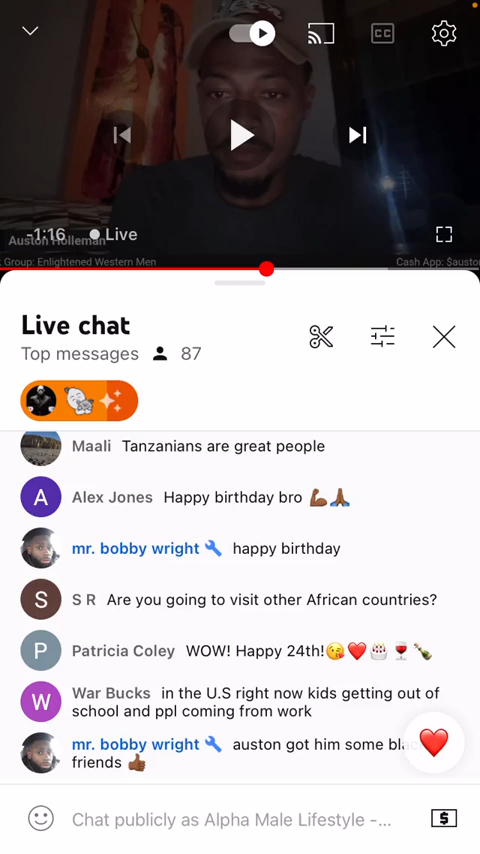 CC
-1:16 Live
Auston Holleman
Group: Enlightened Western Men
Cash App: $austo
Live chat
Top messages 87
Maali Tanzanians are great people
A
Alex Jones Happy birthday bro 💪🏾🙏🏾
mr. bobby wright happy birthday
S
S R Are you going to visit other African countries?
P
Patricia Coley WOW! Happy 24th!😘❤️🎂🍷🍾
W
War Bucks in the U.S right now kids getting out of
school and ppl coming from work
mr. bobby wright auston got him some
friends 👍🏾
Chat publicly as Alpha Male Lifestyle -...
$